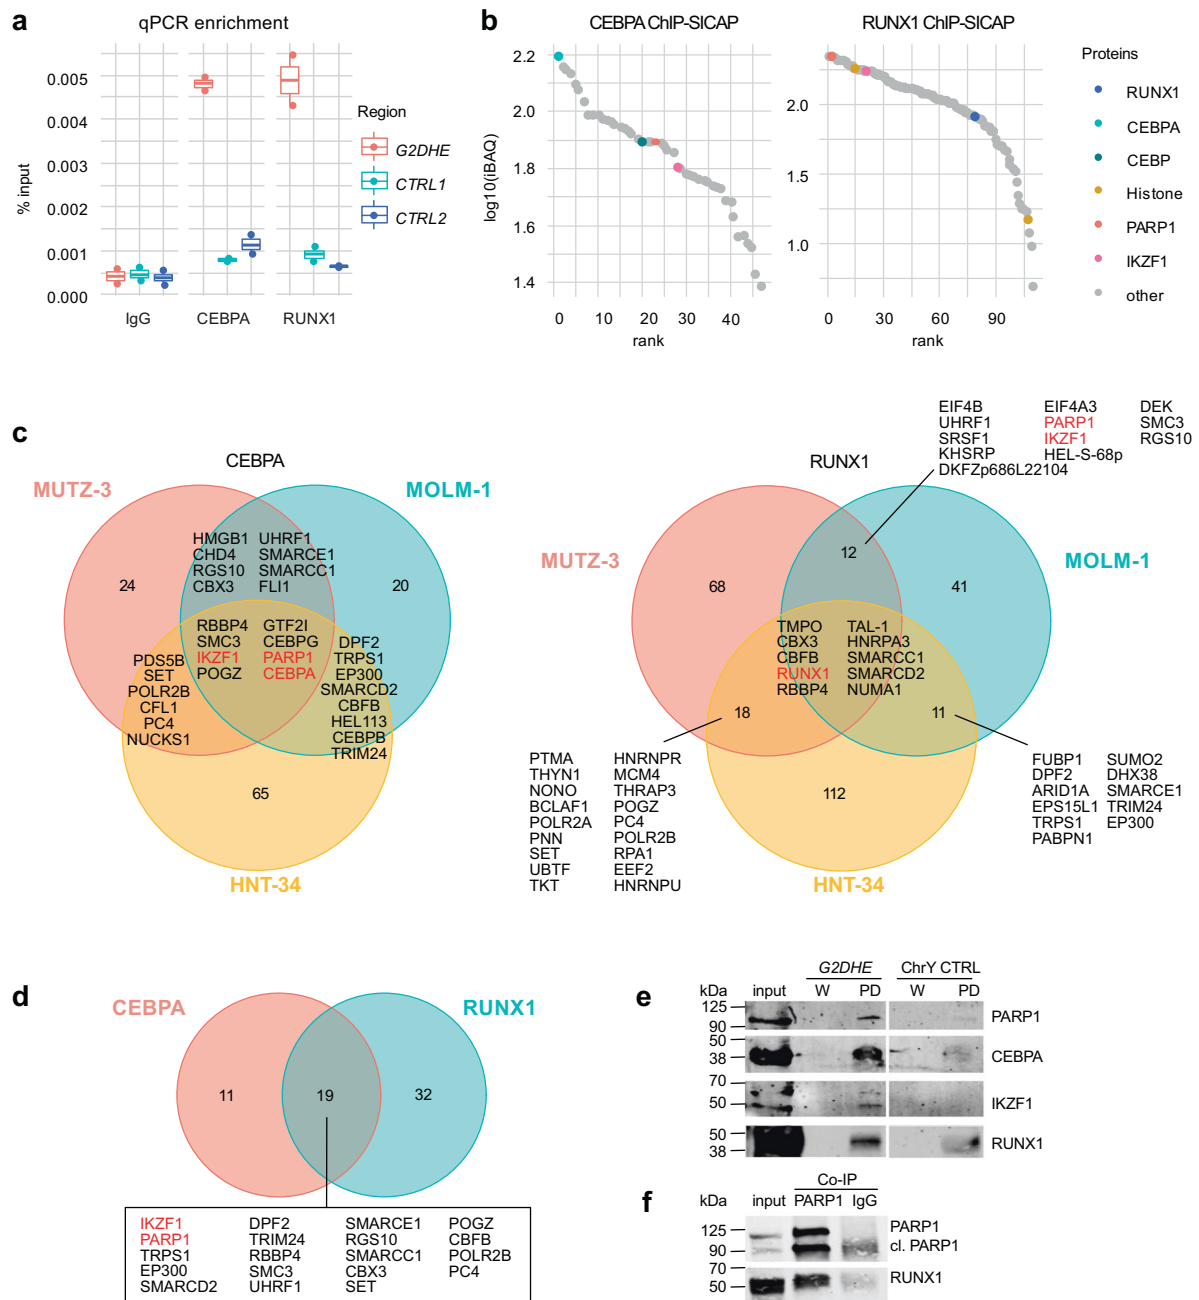 a
qPCR enrichment
% input
0.005
0.004
0.003
0.002
0.001
0.000
IgG
CEBPA
RUNX1
Region
G2DHE
CTRL1
CTRL2
b
CEBPA ChIP-SICAP
log10(iBAQ)
2.2
2.0
1.8
1.6
1.4
0 10 20 30 40
rank
RUNX1 ChIP-SICAP
2.0
1.5
1.0
0 30 60 90
rank
Proteins
RUNX1
CEBPA
CEBP
Histone
PARP1
IKZF1
other
c
CEBPA
MUTZ-3
MOLM-1
HNT-34
24
20
65
HMGB1 UHRF1
CHD4 SMARCE1
RGS10 SMARCC1
CBX3 FLI1
RBBP4 GTF2I
SMC3 CEBPG
IKZF1 PARP1
POGZ CEBPA
PDS5B
SET
POLR2B
CFL1
PC4
NUCKS1
DPF2
TRPS1
EP300
SMARCD2
CBFB
HEL113
CEBPB
TRIM24
RUNX1
MUTZ-3
MOLM-1
HNT-34
EIF4B EIF4A3 DEK
UHRF1 PARP1 SMC3
SRSF1 IKZF1 RGS10
KHSRP HEL-S-68p
DKFZp686L22104
12
68
41
TMPO TAL-1
CBX3 HNRPA3
CBFB SMARCC1
RUNX1 SMARCD2
RBBP4 NUMA1
18
11
112
PTMA HNRNPR
THYN1 MCM4
NONO THRAP3
BCLAF1 POGZ
POLR2A PC4
PNN POLR2B
SET RPA1
UBTF EEF2
TKT HNRNPU
FUBP1 SUMO2
DPF2 DHX38
ARID1A SMARCE1
EPS15L1 TRIM24
TRPS1 EP300
PABPN1
d
CEBPA
RUNX1
11
19
32
IKZF1 DPF2 SMARCE1 POGZ
PARP1 TRIM24 RGS10 CBFB
TRPS1 RBBP4 SMARCC1 POLR2B
EP300 SMC3 CBX3 PC4
SMARCD2 UHRF1 SET
e
G2DHE ChrY CTRL
kDa input W PD W PD
125
90
PARP1
50
38
CEBPA
70
50
IKZF1
50
38
RUNX1
f
Co-IP
kDa input PARP1 IgG
125
90
PARP1
cl. PARP1
70
50
RUNX1